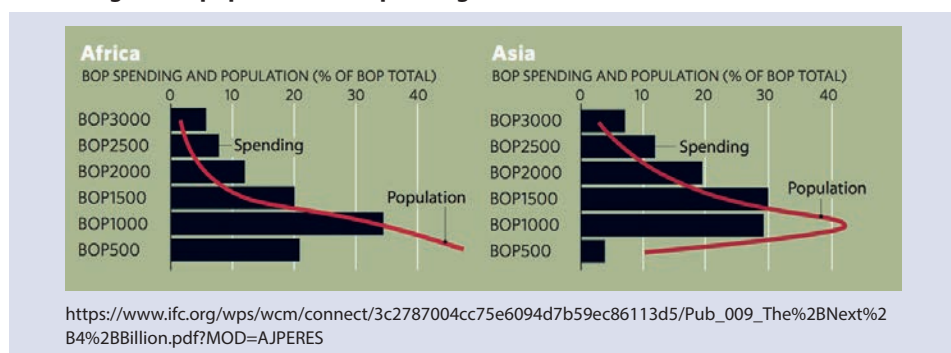 Africa
BOP SPENDING AND POPULATION (% OF BOP TOTAL)
0 10 20 30 40
BOP3000
BOP2500 Spending
BOP2000
BOP1500 Population
BOP1000
BOP500
Asia
BOP SPENDING AND POPULATION (% OF BOP TOTAL)
0 10 20 30 40
BOP3000
BOP2500 Spending
BOP2000
BOP1500 Population
BOP1000
BOP500
https://www.ifc.org/wps/wcm/connect/3c2787004cc75e6094d7b59ec86113d5/Pub_009_The%2BNext%2
B4%2BBillion.pdf?MOD=AJPERES